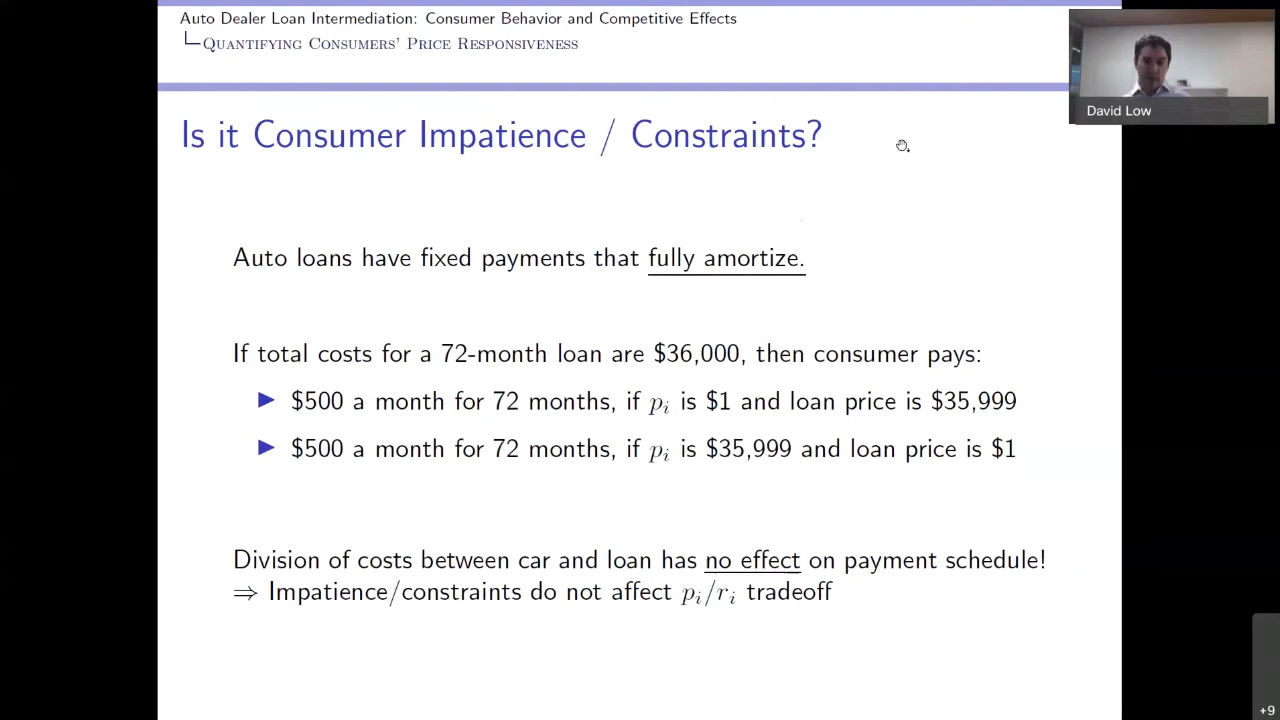 Auto Dealer Loan Intermediation: Consumer Behavior and Competitive Effects
Quantifying Consumers' Price Responsiveness
David Low
Is it Consumer Impatience / Constraints?
Auto loans have fixed payments that fully amortize.
If total costs for a 72-month loan are $36,000, then consumer pays:
▶ $500 a month for 72 months, if pᵢ is $1 and loan price is $35,999
▶ $500 a month for 72 months, if pᵢ is $35,999 and loan price is $1
Division of costs between car and loan has no effect on payment schedule!
⇒ Impatience/constraints do not affect pᵢ/rᵢ tradeoff
+9